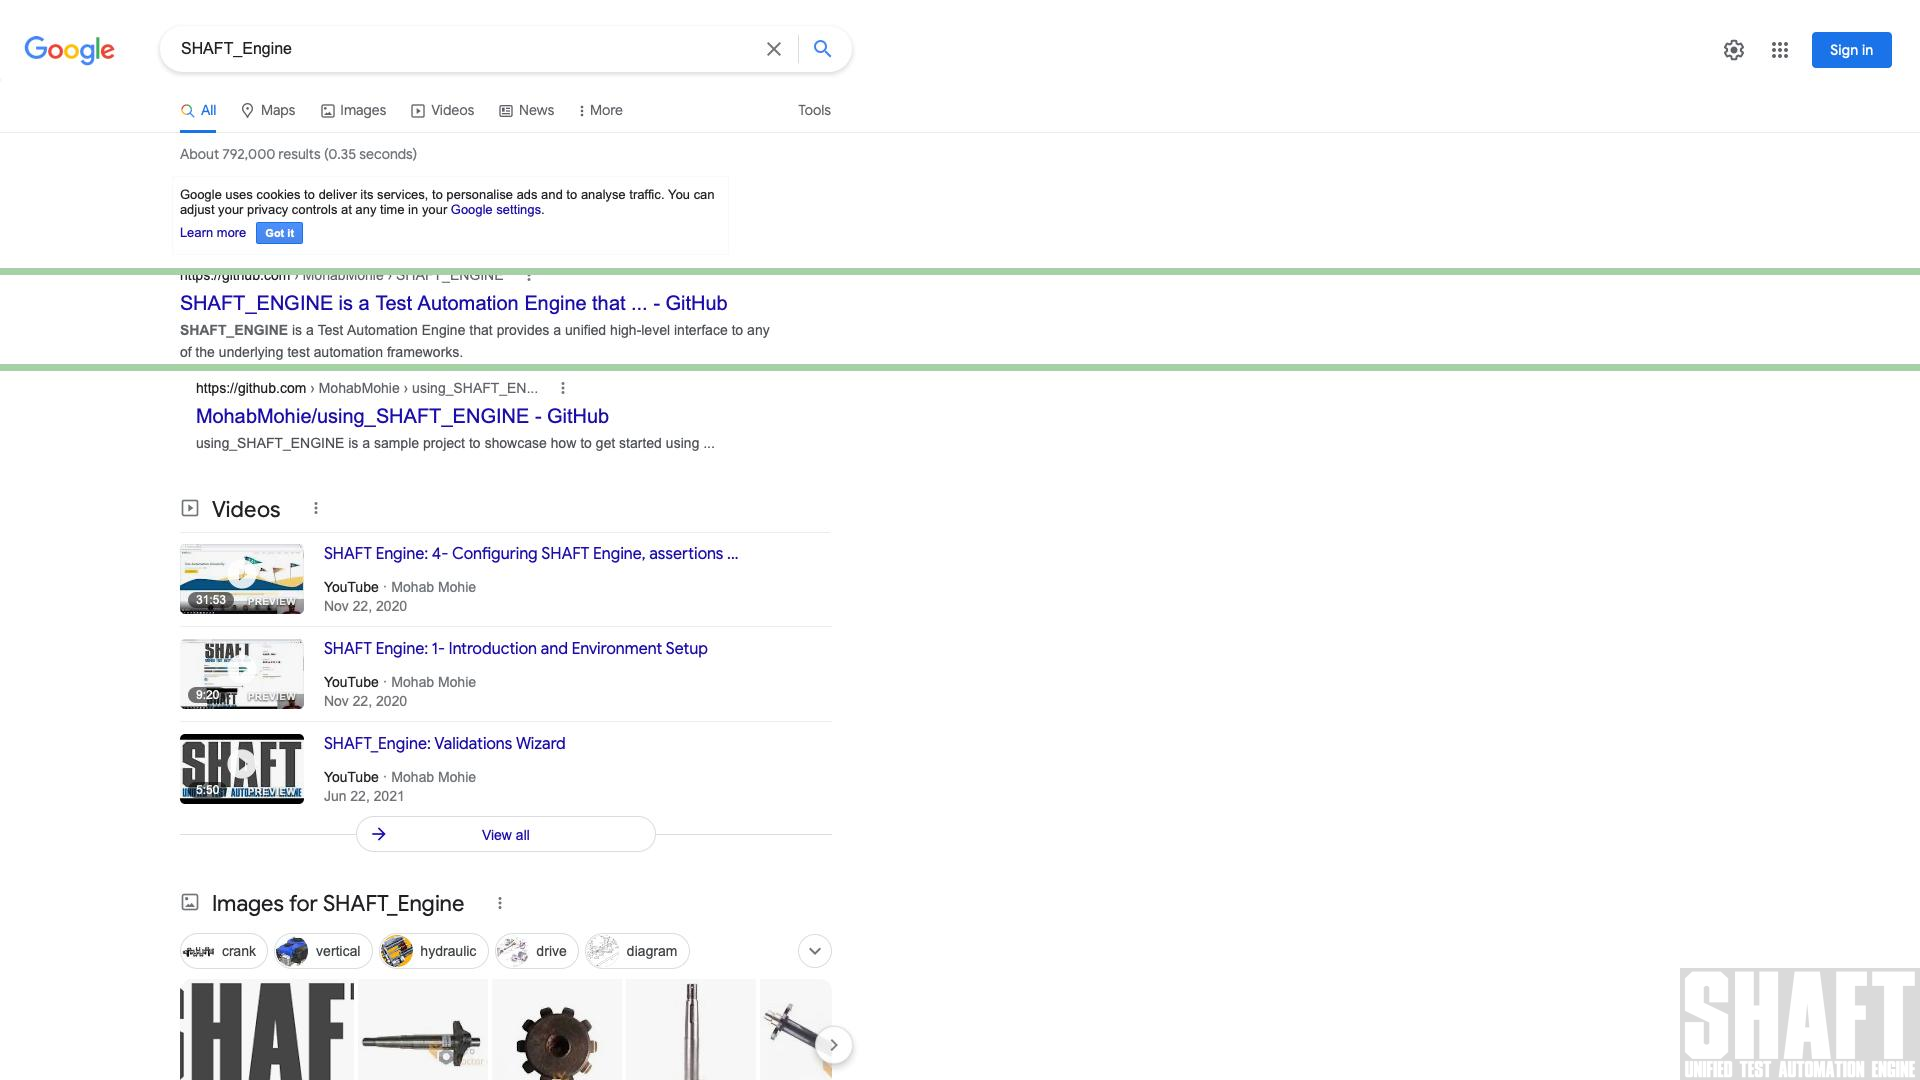 Google
SHAFT_Engine
Sign in
All
Maps
Images
Videos
News
More
Tools
About 792,000 results (0.35 seconds)
Google uses cookies to deliver its services, to personalise ads and to analyse traffic. You can
adjust your privacy controls at any time in your Google settings.
Learn more
Got it
https://github.com › MohabMohie › SHAFT_ENGINE
SHAFT_ENGINE is a Test Automation Engine that ... - GitHub
SHAFT_ENGINE is a Test Automation Engine that provides a unified high-level interface to any
of the underlying test automation frameworks.
https://github.com › MohabMohie › using_SHAFT_EN...
MohabMohie/using_SHAFT_ENGINE - GitHub
using_SHAFT_ENGINE is a sample project to showcase how to get started using ...
Videos
31:53
PREVIEW
SHAFT Engine: 4- Configuring SHAFT Engine, assertions ...
YouTube · Mohab Mohie
Nov 22, 2020
SHAFT
9:20
PREVIEW
SHAFT Engine: 1- Introduction and Environment Setup
YouTube · Mohab Mohie
Nov 22, 2020
SHAFT
UNIFIED TEST AUTOMATION ENGINE
5:50
PREVIEW
SHAFT_Engine: Validations Wizard
YouTube · Mohab Mohie
Jun 22, 2021
View all
Images for SHAFT_Engine
crank
vertical
hydraulic
drive
diagram
SHAFT
UNIFIED TEST AUTOMATION ENGINE